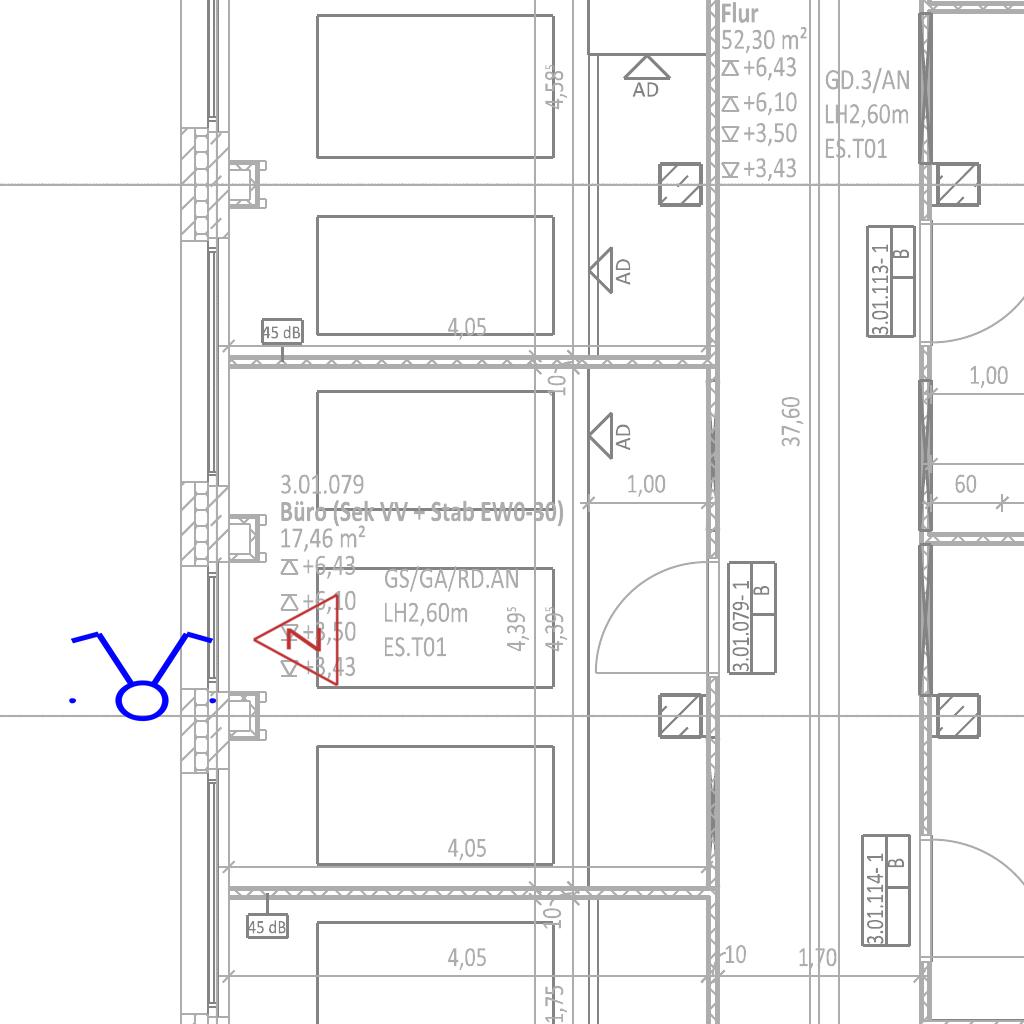 Flur
52,30 m²
+6,43
+6,10
+3,50
+3,43
GD.3/AN
LH2,60m
ES.T01
4,58⁵
AD
AD
3.01.113- 1
B
45 dB
4,05
10
AD
37,60
1,00
1,00
60
3.01.079
Büro (Sek VV + Stab EW0-30)
17,46 m²
+6,43
+6,10
+3,50
+3,43
GS/GA/RD.AN
LH2,60m
ES.T01
4,39⁵
4,39⁵
Z
3.01.079- 1
B
4,05
3.01.114- 1
B
45 dB
10
4,05
10
1,70
1,75